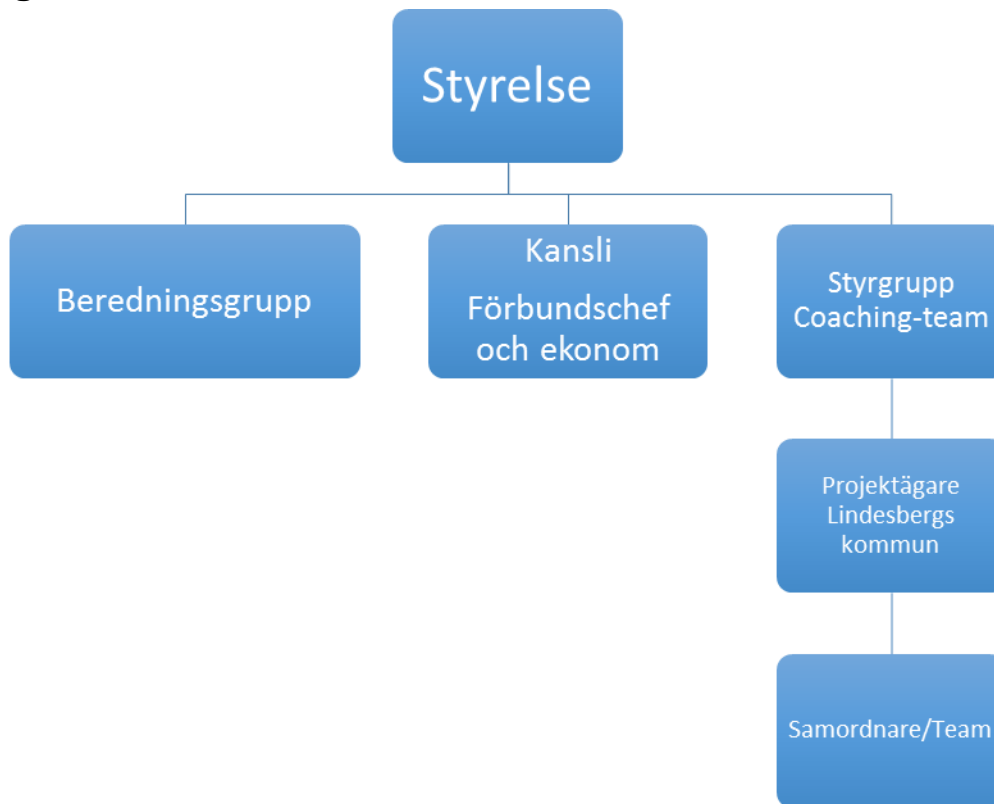 Styrelse
Beredningsgrupp
Kansli
Förbundschef
och ekonom
Styrgrupp
Coaching-team
Projektägare
Lindesbergs
kommun
Samordnare/Team